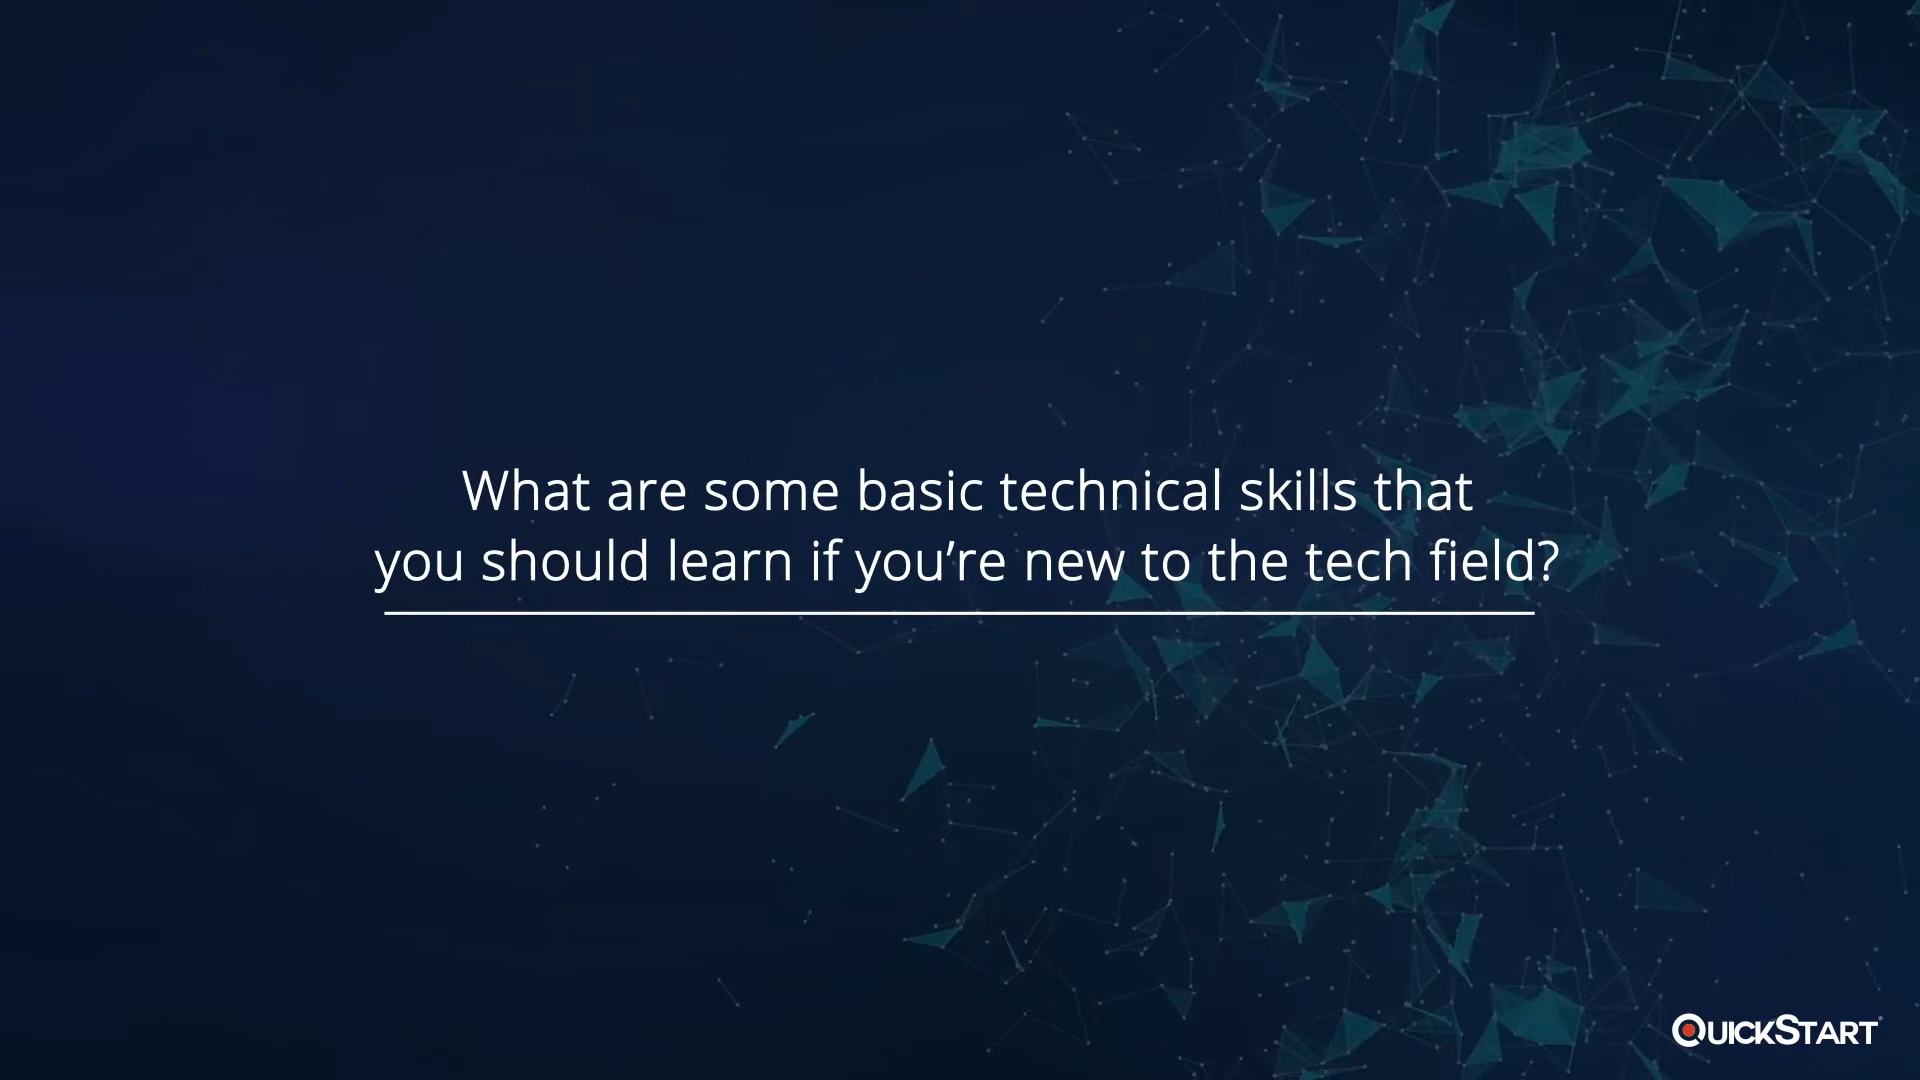 What are some basic technical skills that
you should learn if you’re new to the tech field?
QUICKSTART